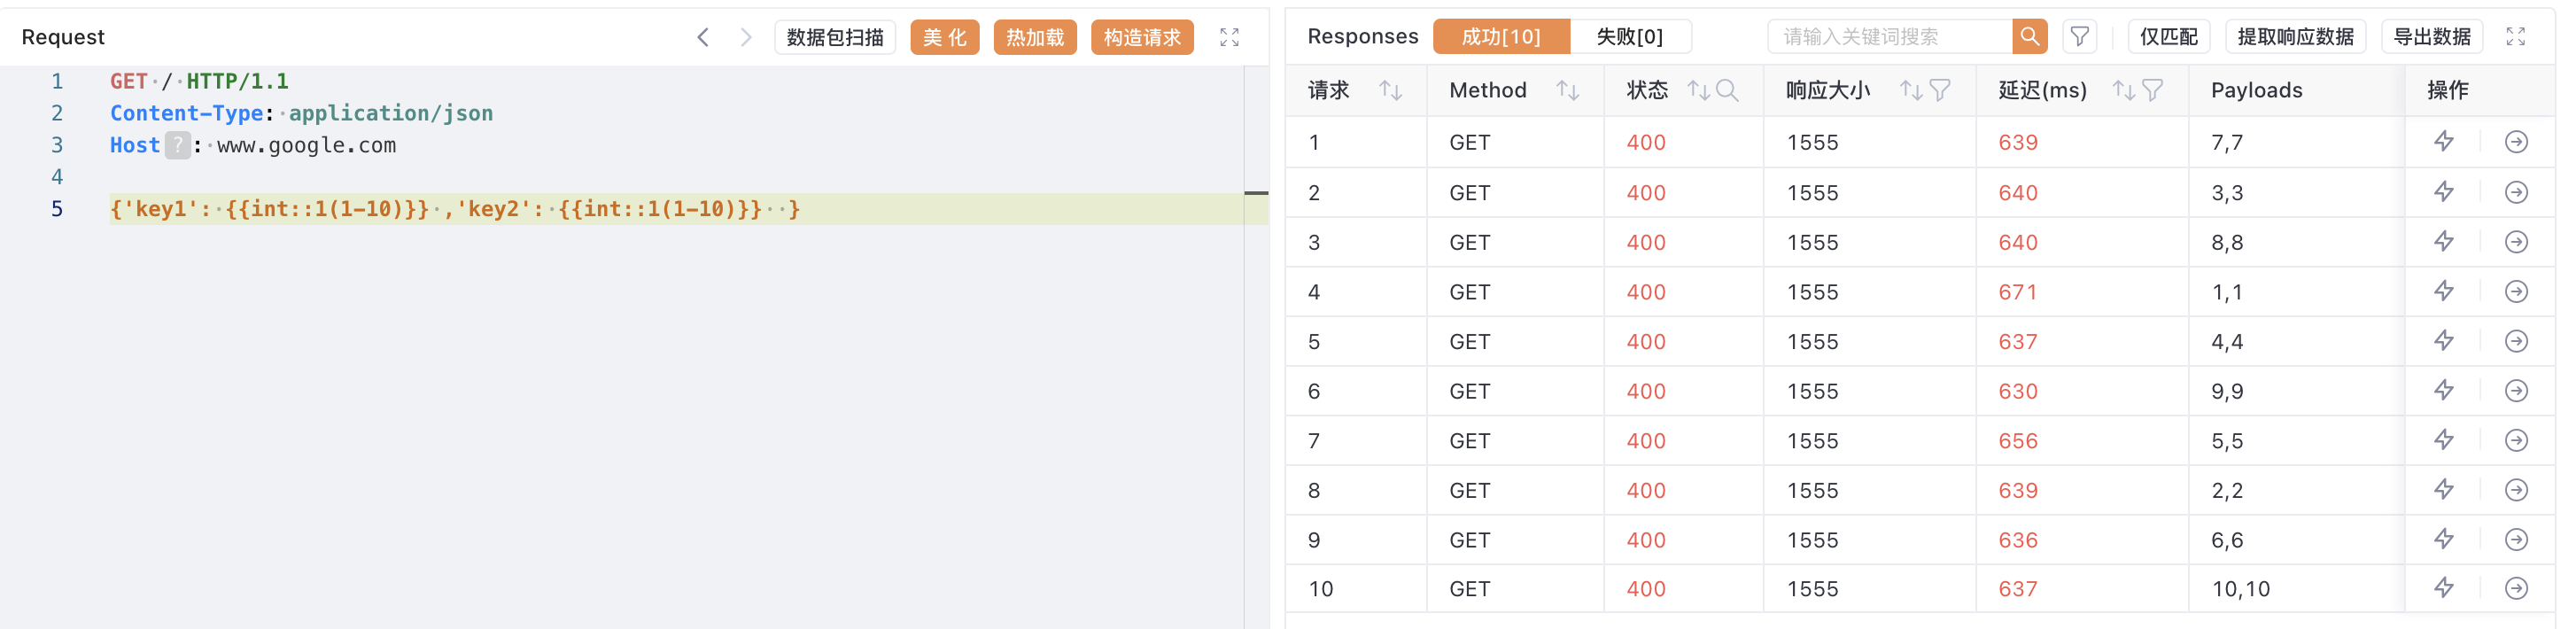 Request 数据包扫描 美 化 热加载 构造请求
1 GET / HTTP/1.1
2 Content-Type: application/json
3 Host ? : www.google.com
4
5 {'key1': {{int::1(1-10)}} ,'key2': {{int::1(1-10)}}  }
Responses 成功[10] 失败[0] 请输入关键词搜索 仅匹配 提取响应数据 导出数据
请求 Method 状态 响应大小 延迟(ms) Payloads 操作
1 GET 400 1555 639 7,7
2 GET 400 1555 640 3,3
3 GET 400 1555 640 8,8
4 GET 400 1555 671 1,1
5 GET 400 1555 637 4,4
6 GET 400 1555 630 9,9
7 GET 400 1555 656 5,5
8 GET 400 1555 639 2,2
9 GET 400 1555 636 6,6
10 GET 400 1555 637 10,10